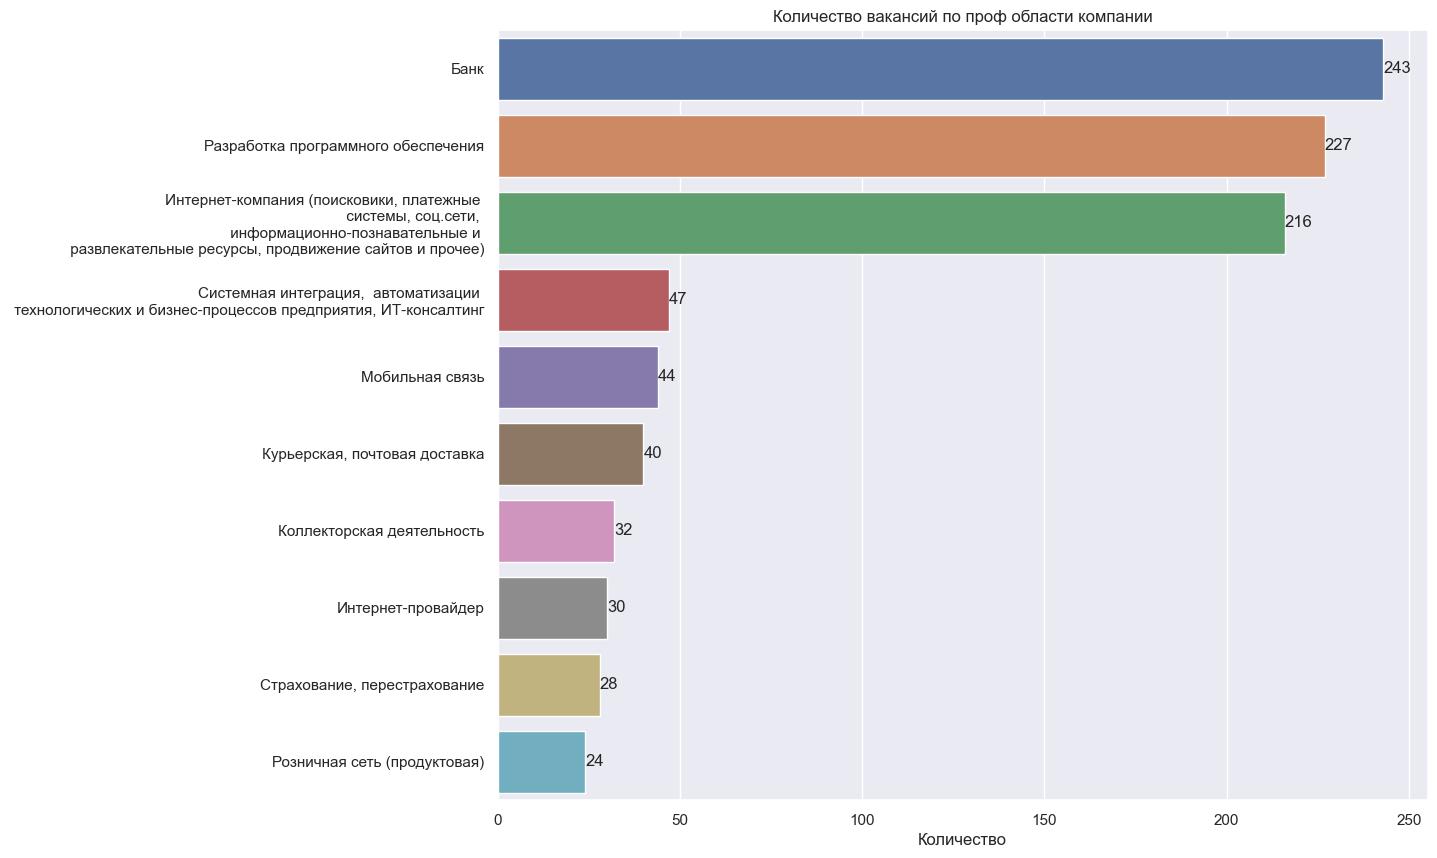 Количество вакансий по проф области компании
Банк
243
Разработка программного обеспечения
227
Интернет-компания (поисковики, платежные
системы, соц.сети,
информационно-познавательные и
развлекательные ресурсы, продвижение сайтов и прочее)
216
Системная интеграция,  автоматизации
технологических и бизнес-процессов предприятия, ИТ-консалтинг
47
Мобильная связь
44
Курьерская, почтовая доставка
40
Коллекторская деятельность
32
Интернет-провайдер
30
Страхование, перестрахование
28
Розничная сеть (продуктовая)
24
0 50 100 150 200 250
Количество